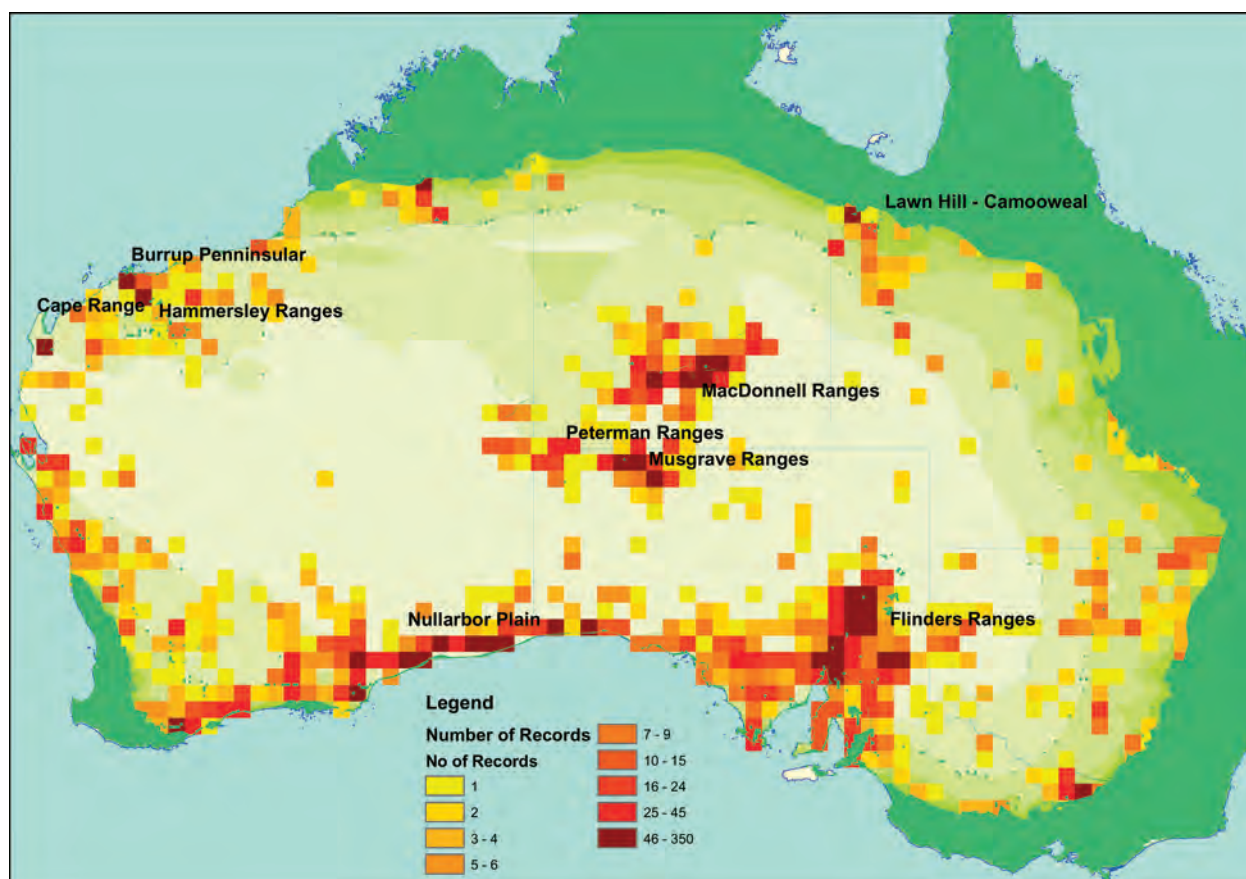 Lawn Hill - Camooweal
Burrup Penninsular
Cape Range
Hammersley Ranges
MacDonnell Ranges
Peterman Ranges
Musgrave Ranges
Nullarbor Plain
Flinders Ranges
Legend
Number of Records
No of Records
1
2
3 - 4
5 - 6
7 - 9
10 - 15
16 - 24
25 - 45
46 - 350